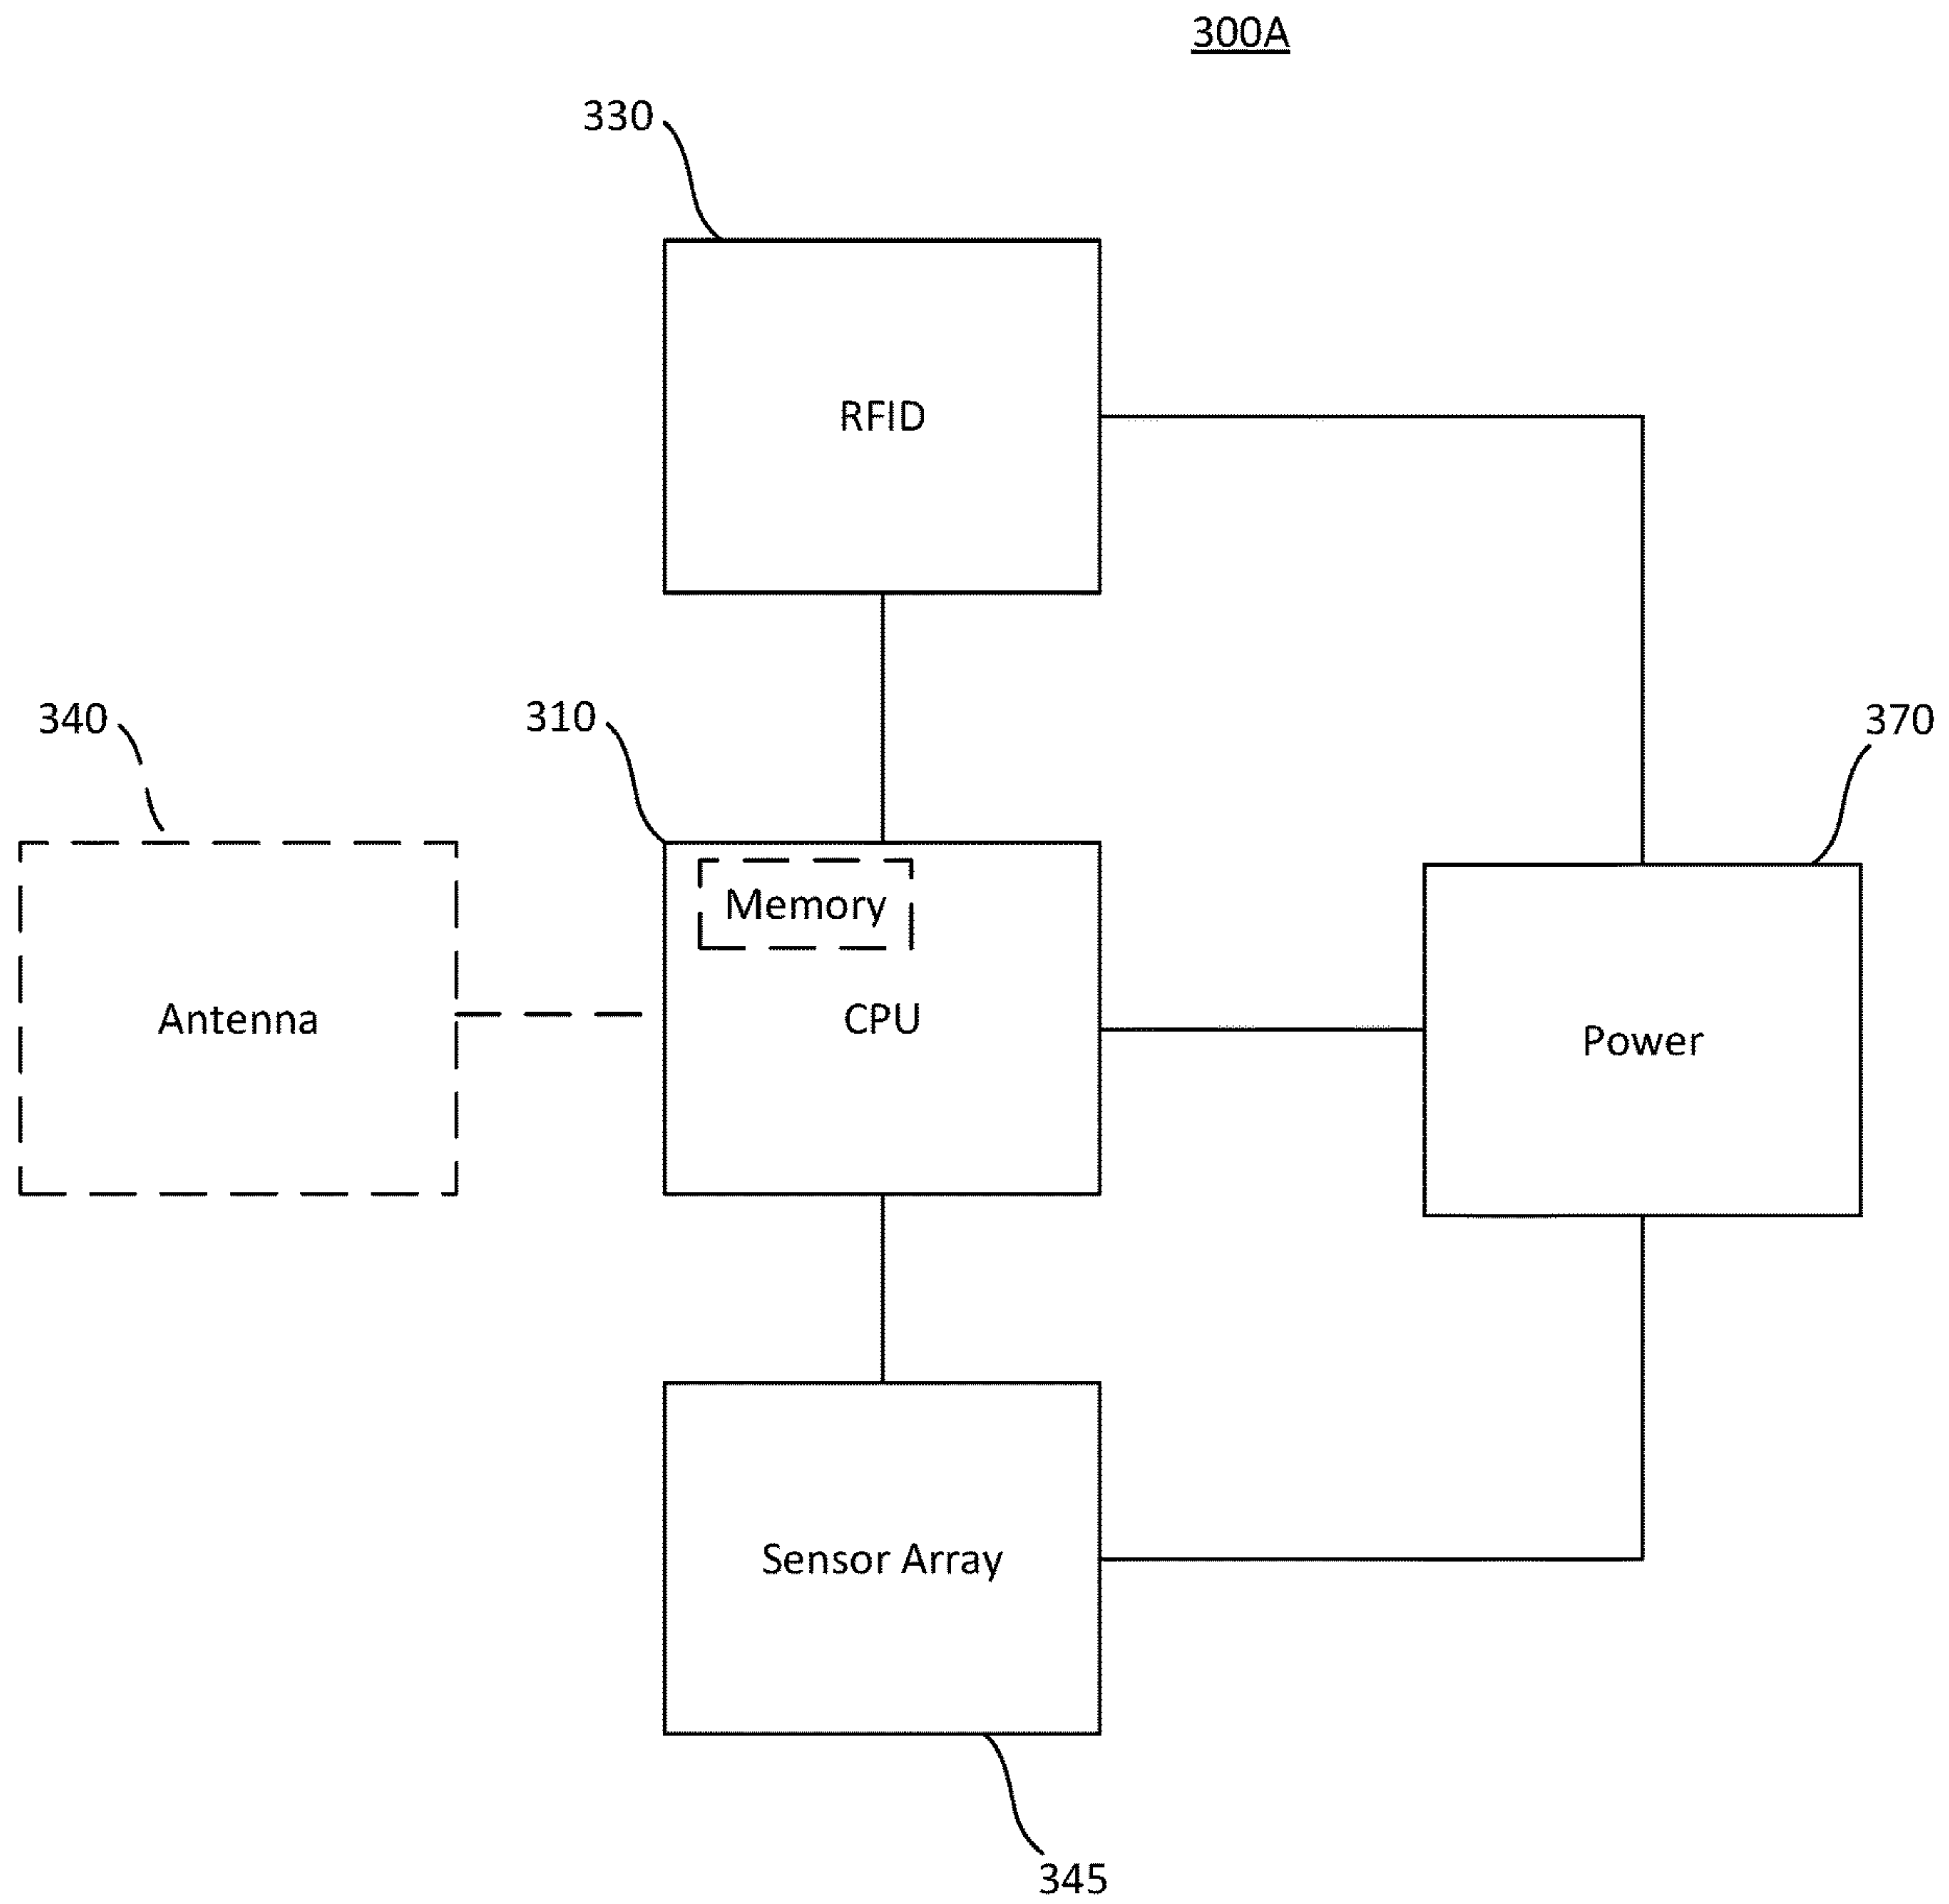 300A
330
RFID
340
310
370
Memory
Antenna
CPU
Power
Sensor Array
345